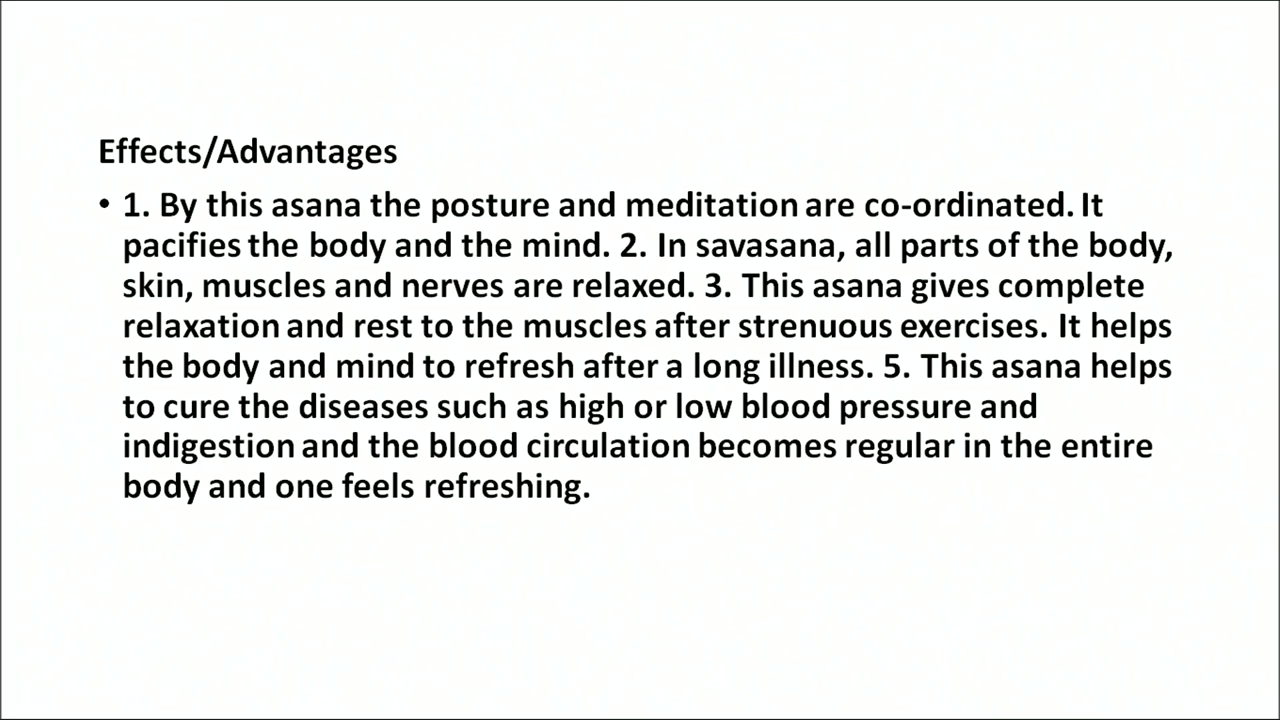 Effects/Advantages
• 1. By this asana the posture and meditation are co-ordinated. It
pacifies the body and the mind. 2. In savasana, all parts of the body,
skin, muscles and nerves are relaxed. 3. This asana gives complete
relaxation and rest to the muscles after strenuous exercises. It helps
the body and mind to refresh after a long illness. 5. This asana helps
to cure the diseases such as high or low blood pressure and
indigestion and the blood circulation becomes regular in the entire
body and one feels refreshing.